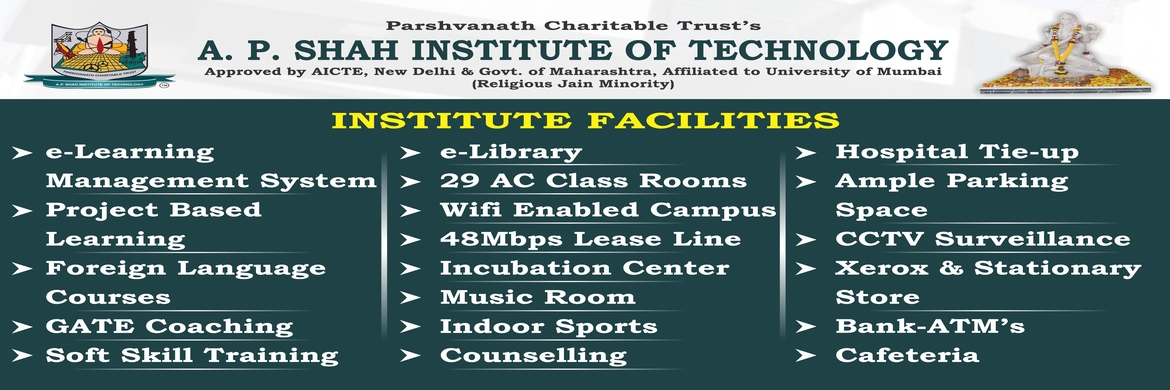 Parshvanath Charitable Trust's
A. P. SHAH INSTITUTE OF TECHNOLOGY
Approved by AICTE, New Delhi & Govt. of Maharashtra, Affiliated to University of Mumbai
(Religious Jain Minority)
PARSHVANATH CHARITABLE TRUST
A. P. SHAH INSTITUTE OF TECHNOLOGY
INSTITUTE FACILITIES
➢ e-Learning
Management System
➢ Project Based
Learning
➢ Foreign Language
Courses
➢ GATE Coaching
➢ Soft Skill Training
➢ e-Library
➢ 29 AC Class Rooms
➢ Wifi Enabled Campus
➢ 48Mbps Lease Line
➢ Incubation Center
➢ Music Room
➢ Indoor Sports
➢ Counselling
➢ Hospital Tie-up
➢ Ample Parking
Space
➢ CCTV Surveillance
➢ Xerox & Stationary
Store
➢ Bank-ATM's
➢ Cafeteria